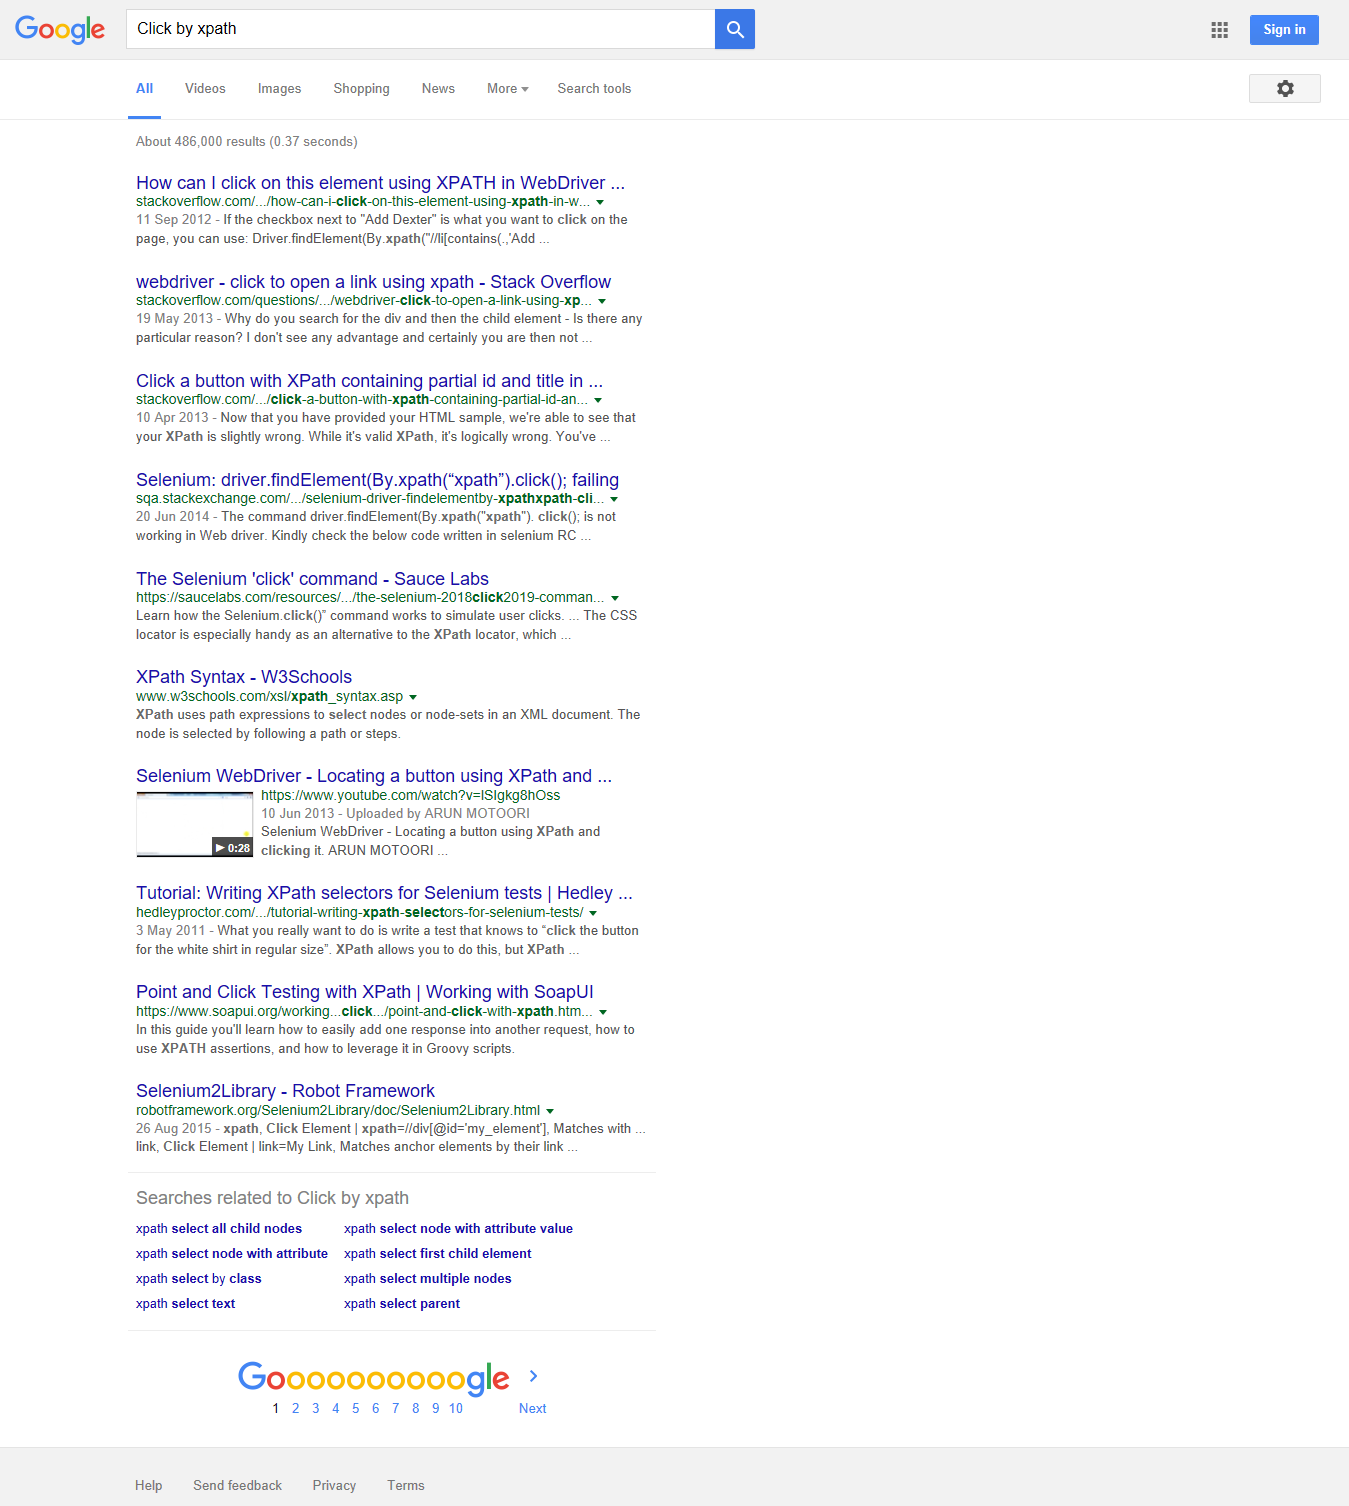 Google
Click by xpath
Sign in
All Videos Images Shopping News More Search tools
About 486,000 results (0.37 seconds)
How can I click on this element using XPATH in WebDriver ...
stackoverflow.com/.../how-can-i-click-on-this-element-using-xpath-in-w...
11 Sep 2012 - If the checkbox next to "Add Dexter" is what you want to click on the
page, you can use: Driver.findElement(By.xpath("//li[contains(.,'Add ...
webdriver - click to open a link using xpath - Stack Overflow
stackoverflow.com/questions/.../webdriver-click-to-open-a-link-using-xp...
19 May 2013 - Why do you search for the div and then the child element - Is there any
particular reason? I don't see any advantage and certainly you are then not ...
Click a button with XPath containing partial id and title in ...
stackoverflow.com/.../click-a-button-with-xpath-containing-partial-id-an...
10 Apr 2013 - Now that you have provided your HTML sample, we're able to see that
your XPath is slightly wrong. While it's valid XPath, it's logically wrong. You've ...
Selenium: driver.findElement(By.xpath(“xpath”).click(); failing
sqa.stackexchange.com/.../selenium-driver-findelementby-xpathxpath-cli...
20 Jun 2014 - The command driver.findElement(By.xpath("xpath"). click(); is not
working in Web driver. Kindly check the below code written in selenium RC ...
The Selenium 'click' command - Sauce Labs
https://saucelabs.com/resources/.../the-selenium-2018click2019-comman...
Learn how the Selenium.click()” command works to simulate user clicks. ... The CSS
locator is especially handy as an alternative to the XPath locator, which ...
XPath Syntax - W3Schools
www.w3schools.com/xsl/xpath_syntax.asp
XPath uses path expressions to select nodes or node-sets in an XML document. The
node is selected by following a path or steps.
Selenium WebDriver - Locating a button using XPath and ...
https://www.youtube.com/watch?v=ISIgkg8hOss
10 Jun 2013 - Uploaded by ARUN MOTOORI
Selenium WebDriver - Locating a button using XPath and
0:28 clicking it. ARUN MOTOORI ...
Tutorial: Writing XPath selectors for Selenium tests | Hedley ...
hedleyproctor.com/.../tutorial-writing-xpath-selectors-for-selenium-tests/
3 May 2011 - What you really want to do is write a test that knows to “click the button
for the white shirt in regular size”. XPath allows you to do this, but XPath ...
Point and Click Testing with XPath | Working with SoapUI
https://www.soapui.org/working...click.../point-and-click-with-xpath.htm...
In this guide you'll learn how to easily add one response into another request, how to
use XPATH assertions, and how to leverage it in Groovy scripts.
Selenium2Library - Robot Framework
robotframework.org/Selenium2Library/doc/Selenium2Library.html
26 Aug 2015 - xpath, Click Element | xpath=//div[@id='my_element'], Matches with ...
link, Click Element | link=My Link, Matches anchor elements by their link ...
Searches related to Click by xpath
xpath select all child nodes xpath select node with attribute value
xpath select node with attribute xpath select first child element
xpath select by class xpath select multiple nodes
xpath select text xpath select parent
Goooooooooogle
1 2 3 4 5 6 7 8 9 10 Next
Help Send feedback Privacy Terms